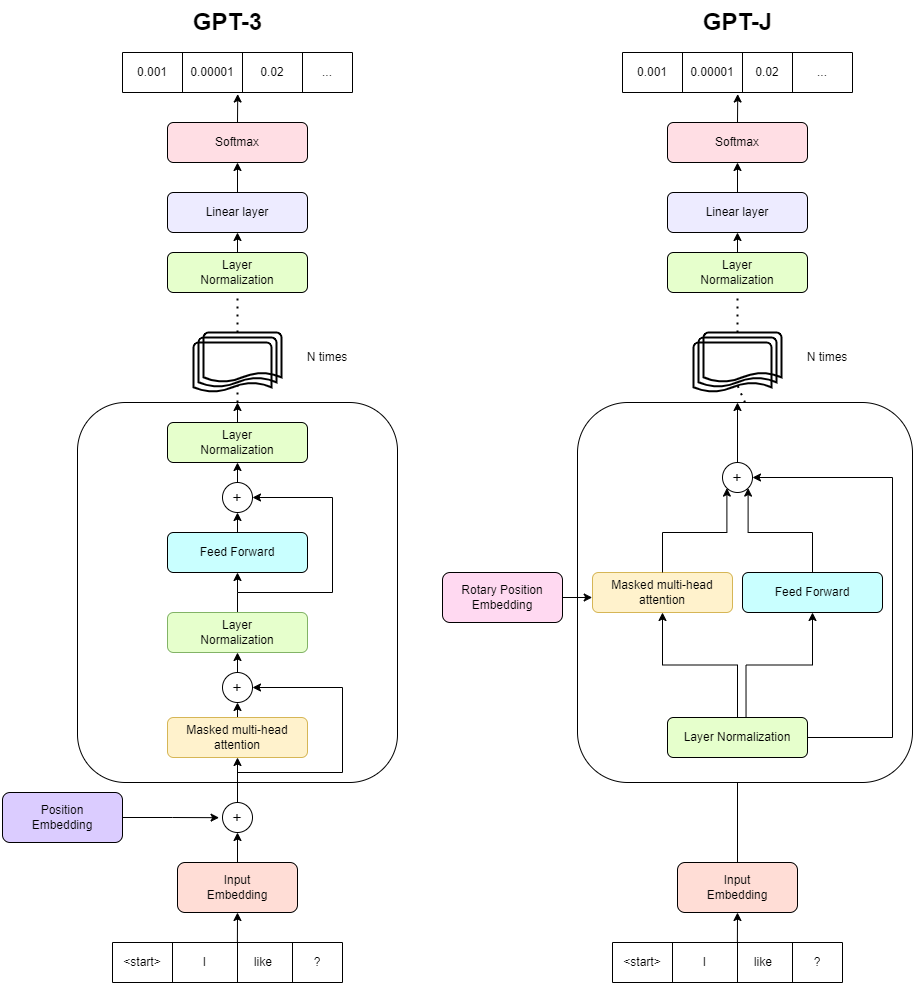 GPT-3
0.001 0.00001 0.02 ...
Softmax
Linear layer
Layer
Normalization
N times
Layer
Normalization
+
Feed Forward
Layer
Normalization
+
Masked multi-head
attention
Position
Embedding
+
Input
Embedding
<start> I like ?
GPT-J
0.001 0.00001 0.02 ...
Softmax
Linear layer
Layer
Normalization
N times
+
Rotary Position
Embedding
Masked multi-head
attention
Feed Forward
Layer Normalization
Input
Embedding
<start> I like ?